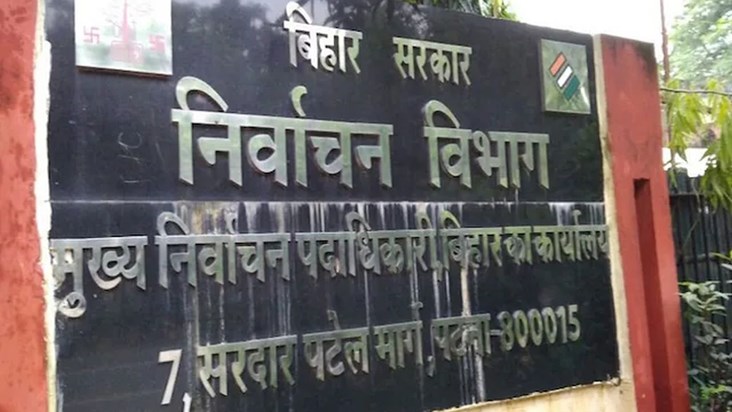 बिहार सरकार
निर्वाचन विभाग
मुख्य निर्वाचन पदाधिकारी,बिहार का कार्यालय
7, सरदार पटेल मार्ग, पटना-800015